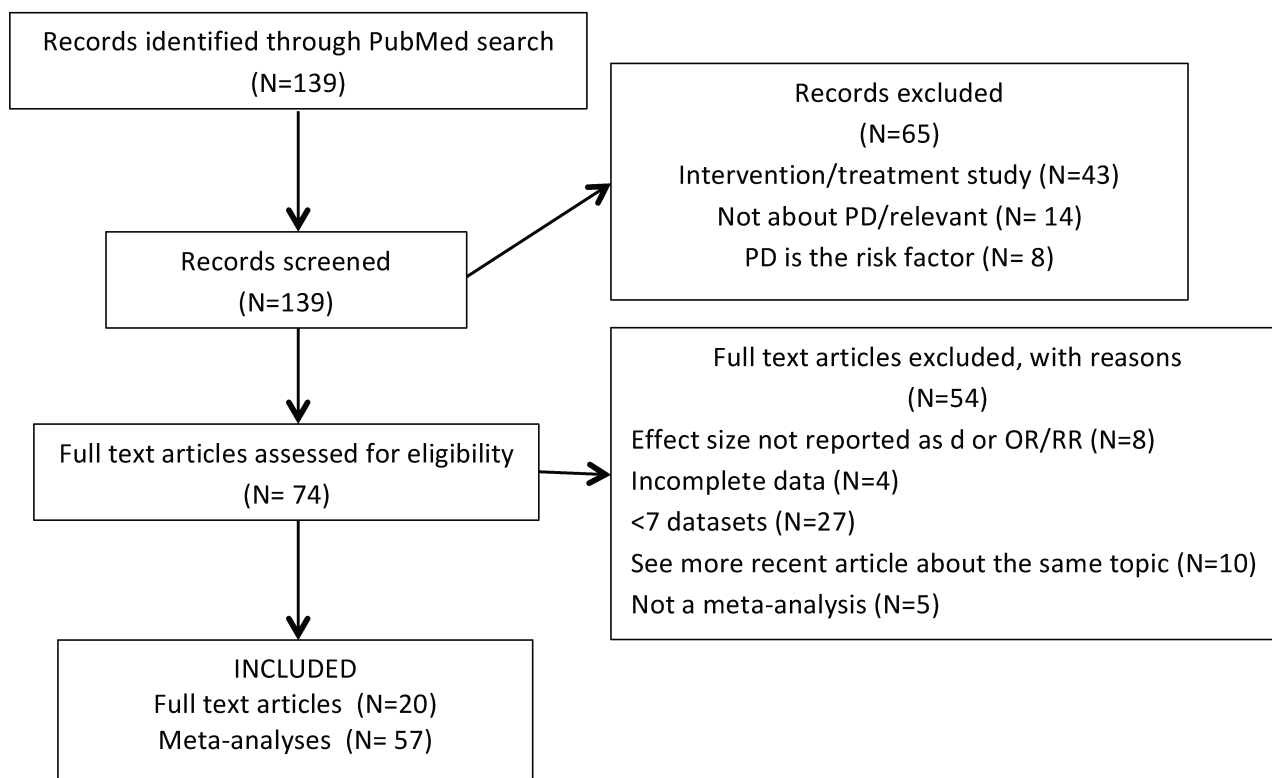 Records identified through PubMed search
(N=139)
Records excluded
(N=65)
Intervention/treatment study (N=43)
Not about PD/relevant (N= 14)
PD is the risk factor (N= 8)
Records screened
(N=139)
Full text articles excluded, with reasons
(N=54)
Effect size not reported as d or OR/RR (N=8)
Incomplete data (N=4)
<7 datasets (N=27)
See more recent article about the same topic (N=10)
Not a meta-analysis (N=5)
Full text articles assessed for eligibility
(N= 74)
INCLUDED
Full text articles (N=20)
Meta-analyses (N= 57)